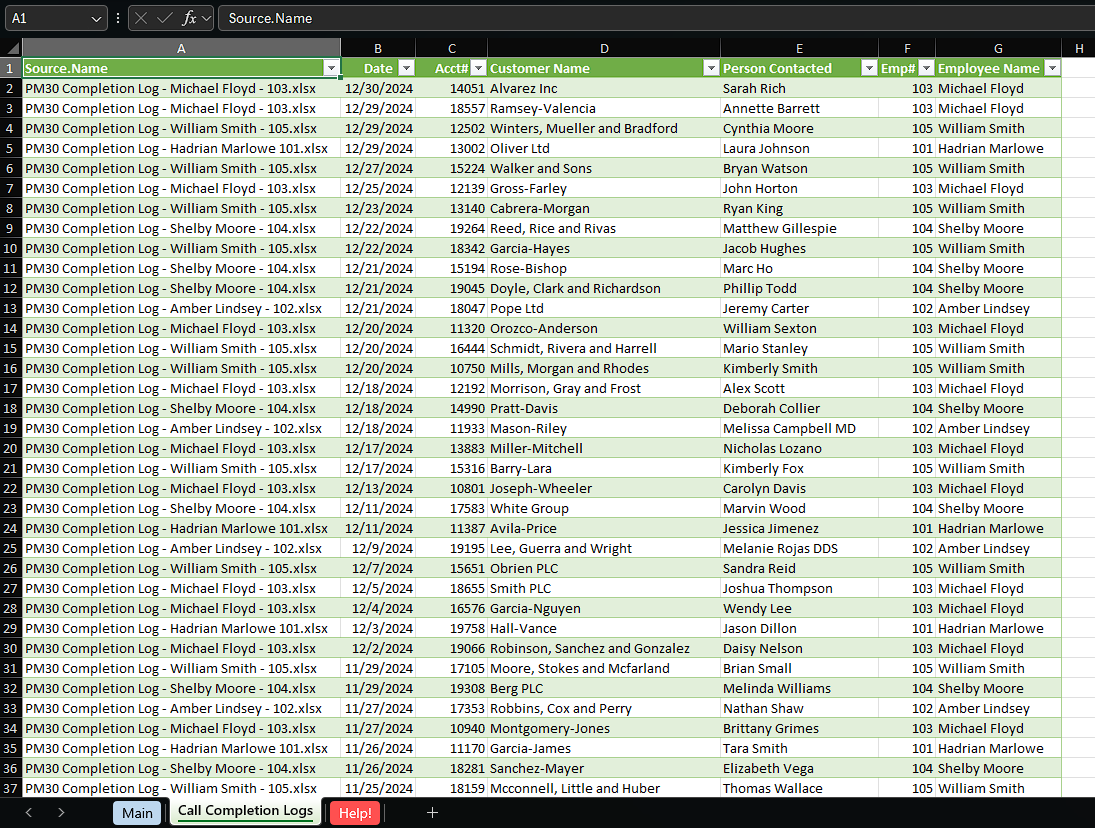 A1 fx Source.Name
A B C D E F G H
1 Source.Name Date Acct# Customer Name Person Contacted Emp# Employee Name
2 PM30 Completion Log - Michael Floyd - 103.xlsx 12/30/2024 14051 Alvarez Inc Sarah Rich 103 Michael Floyd
3 PM30 Completion Log - Michael Floyd - 103.xlsx 12/29/2024 18557 Ramsey-Valencia Annette Barrett 103 Michael Floyd
4 PM30 Completion Log - William Smith - 105.xlsx 12/29/2024 12502 Winters, Mueller and Bradford Cynthia Moore 105 William Smith
5 PM30 Completion Log - Hadrian Marlowe 101.xlsx 12/29/2024 13002 Oliver Ltd Laura Johnson 101 Hadrian Marlowe
6 PM30 Completion Log - William Smith - 105.xlsx 12/27/2024 15224 Walker and Sons Bryan Watson 105 William Smith
7 PM30 Completion Log - Michael Floyd - 103.xlsx 12/25/2024 12139 Gross-Farley John Horton 103 Michael Floyd
8 PM30 Completion Log - William Smith - 105.xlsx 12/23/2024 13140 Cabrera-Morgan Ryan King 105 William Smith
9 PM30 Completion Log - Shelby Moore - 104.xlsx 12/22/2024 19264 Reed, Rice and Rivas Matthew Gillespie 104 Shelby Moore
10 PM30 Completion Log - William Smith - 105.xlsx 12/22/2024 18342 Garcia-Hayes Jacob Hughes 105 William Smith
11 PM30 Completion Log - Shelby Moore - 104.xlsx 12/21/2024 15194 Rose-Bishop Marc Ho 104 Shelby Moore
12 PM30 Completion Log - Shelby Moore - 104.xlsx 12/21/2024 19045 Doyle, Clark and Richardson Phillip Todd 104 Shelby Moore
13 PM30 Completion Log - Amber Lindsey - 102.xlsx 12/21/2024 18047 Pope Ltd Jeremy Carter 102 Amber Lindsey
14 PM30 Completion Log - Michael Floyd - 103.xlsx 12/20/2024 11320 Orozco-Anderson William Sexton 103 Michael Floyd
15 PM30 Completion Log - William Smith - 105.xlsx 12/20/2024 16444 Schmidt, Rivera and Harrell Mario Stanley 105 William Smith
16 PM30 Completion Log - William Smith - 105.xlsx 12/20/2024 10750 Mills, Morgan and Rhodes Kimberly Smith 105 William Smith
17 PM30 Completion Log - Michael Floyd - 103.xlsx 12/18/2024 12192 Morrison, Gray and Frost Alex Scott 103 Michael Floyd
18 PM30 Completion Log - Shelby Moore - 104.xlsx 12/18/2024 14990 Pratt-Davis Deborah Collier 104 Shelby Moore
19 PM30 Completion Log - Amber Lindsey - 102.xlsx 12/18/2024 11933 Mason-Riley Melissa Campbell MD 102 Amber Lindsey
20 PM30 Completion Log - Michael Floyd - 103.xlsx 12/17/2024 13883 Miller-Mitchell Nicholas Lozano 103 Michael Floyd
21 PM30 Completion Log - William Smith - 105.xlsx 12/17/2024 15316 Barry-Lara Kimberly Fox 105 William Smith
22 PM30 Completion Log - Michael Floyd - 103.xlsx 12/13/2024 10801 Joseph-Wheeler Carolyn Davis 103 Michael Floyd
23 PM30 Completion Log - Shelby Moore - 104.xlsx 12/11/2024 17583 White Group Marvin Wood 104 Shelby Moore
24 PM30 Completion Log - Hadrian Marlowe 101.xlsx 12/11/2024 11387 Avila-Price Jessica Jimenez 101 Hadrian Marlowe
25 PM30 Completion Log - Amber Lindsey - 102.xlsx 12/9/2024 19195 Lee, Guerra and Wright Melanie Rojas DDS 102 Amber Lindsey
26 PM30 Completion Log - William Smith - 105.xlsx 12/7/2024 15651 Obrien PLC Sandra Reid 105 William Smith
27 PM30 Completion Log - Michael Floyd - 103.xlsx 12/5/2024 18655 Smith PLC Joshua Thompson 103 Michael Floyd
28 PM30 Completion Log - Michael Floyd - 103.xlsx 12/4/2024 16576 Garcia-Nguyen Wendy Lee 103 Michael Floyd
29 PM30 Completion Log - Hadrian Marlowe 101.xlsx 12/3/2024 19758 Hall-Vance Jason Dillon 101 Hadrian Marlowe
30 PM30 Completion Log - Michael Floyd - 103.xlsx 12/2/2024 19066 Robinson, Sanchez and Gonzalez Daisy Nelson 103 Michael Floyd
31 PM30 Completion Log - William Smith - 105.xlsx 11/29/2024 17105 Moore, Stokes and Mcfarland Brian Small 105 William Smith
32 PM30 Completion Log - Shelby Moore - 104.xlsx 11/29/2024 19308 Berg PLC Melinda Williams 104 Shelby Moore
33 PM30 Completion Log - Amber Lindsey - 102.xlsx 11/27/2024 17353 Robbins, Cox and Perry Nathan Shaw 102 Amber Lindsey
34 PM30 Completion Log - Michael Floyd - 103.xlsx 11/27/2024 10940 Montgomery-Jones Brittany Grimes 103 Michael Floyd
35 PM30 Completion Log - Hadrian Marlowe 101.xlsx 11/26/2024 11170 Garcia-James Tara Smith 101 Hadrian Marlowe
36 PM30 Completion Log - Shelby Moore - 104.xlsx 11/26/2024 18281 Sanchez-Mayer Elizabeth Vega 104 Shelby Moore
37 PM30 Completion Log - William Smith - 105.xlsx 11/25/2024 18159 Mcconnell, Little and Huber Thomas Wallace 105 William Smith
Main Call Completion Logs Help!